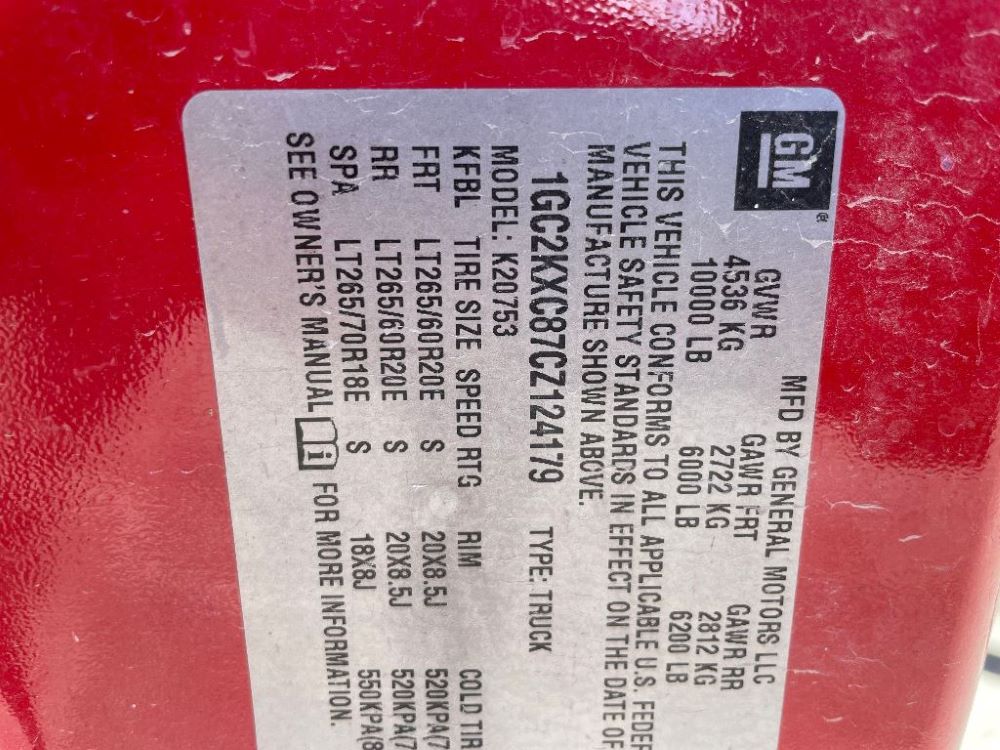 GM
MFD BY GENERAL MOTORS LLC
GVWR GAWR FRT GAWR RR
4536 KG 2722 KG 2812 KG
10000 LB 6000 LB 6200 LB
THIS VEHICLE CONFORMS TO ALL APPLICABLE U.S. FEDER
VEHICLE SAFETY STANDARDS IN EFFECT ON THE DATE OF
MANUFACTURE SHOWN ABOVE.
1GC2KXC87CZ124179 TYPE: TRUCK
MODEL: K20753
KFBL TIRE SIZE SPEED RTG RIM COLD TIR
FRT LT265/60R20E S 20X8.5J 520KPA(7
RR LT265/60R20E S 20X8.5J 520KPA(7
SPA LT265/70R18E S 18X8J 550KPA(8
SEE OWNER'S MANUAL i FOR MORE INFORMATION.